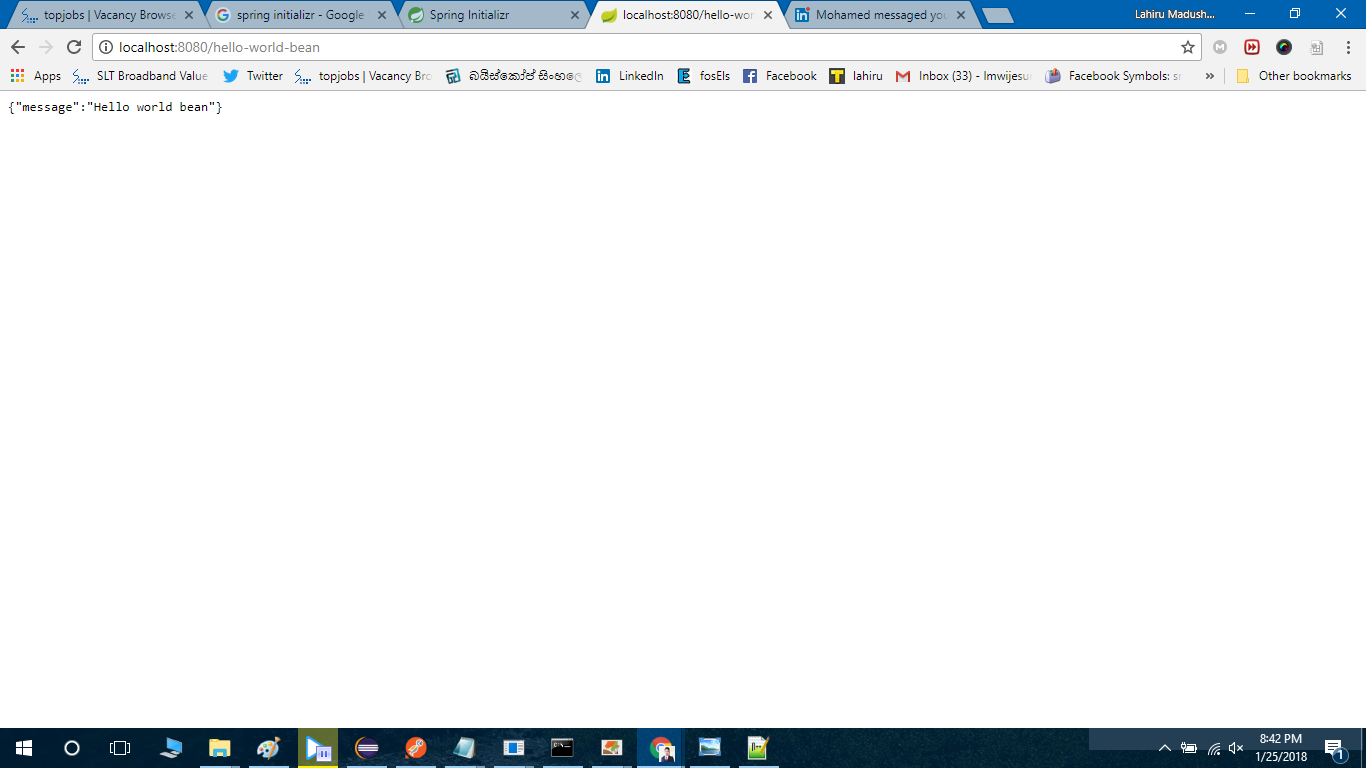 topjobs | Vacancy Browse
spring initializr - Google
Spring Initializr
localhost:8080/hello-wor
Mohamed messaged you
Lahiru Madush...
localhost:8080/hello-world-bean
Apps
SLT Broadband Value
Twitter
topjobs | Vacancy Bro
බයිස්කෝප් සිංහලෙ
LinkedIn
fosEls
Facebook
lahiru
Inbox (33) - lmwijesu
Facebook Symbols: sm
Other bookmarks
{"message":"Hello world bean"}
8:42 PM
1/25/2018
1